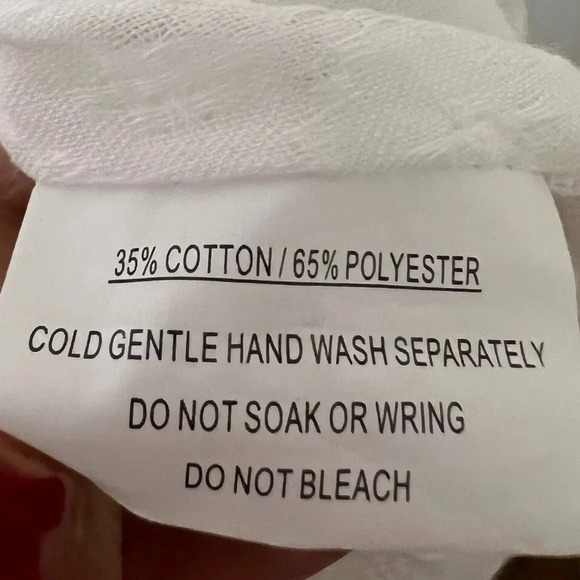 35% COTTON / 65% POLYESTER
COLD GENTLE HAND WASH SEPARATELY
DO NOT SOAK OR WRING
DO NOT BLEACH